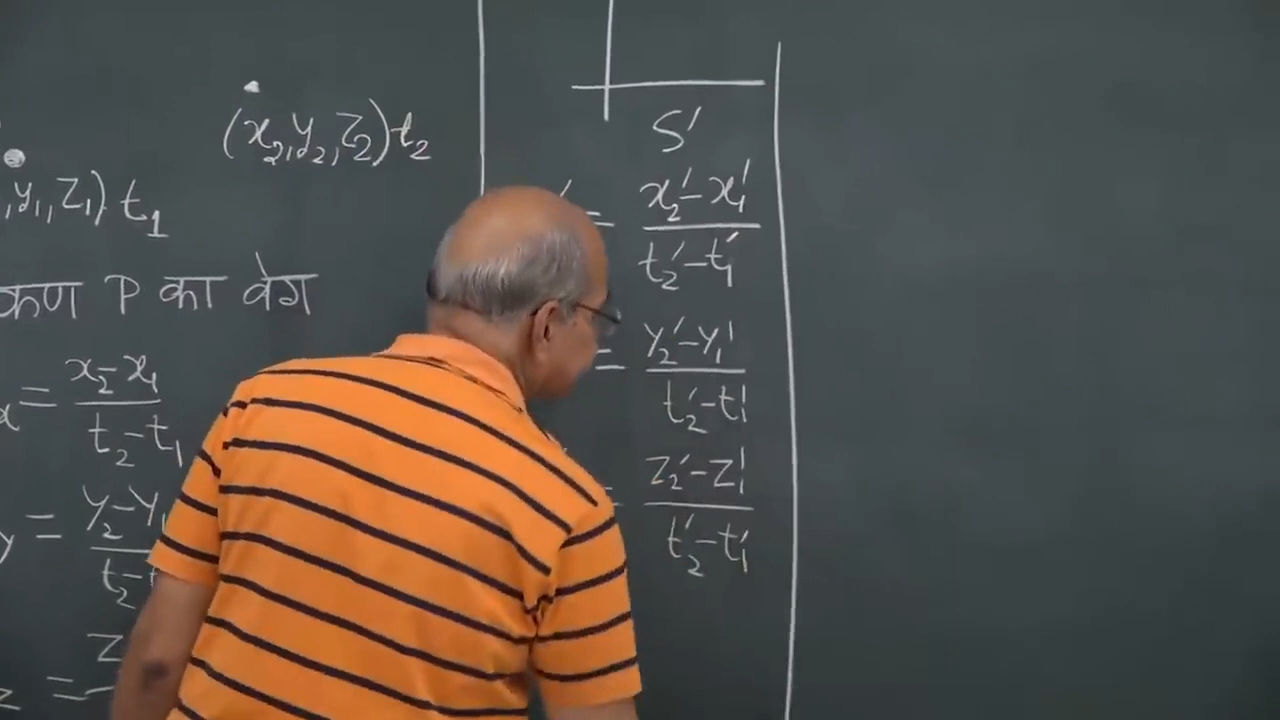 (x₂,y₂,z₂) t₂
,y₁,z₁) t₁
कण P का वेग
x = x₂-x₁ / t₂-t₁
y = y₂-y₁ / t₂-t
z = z
S'
' = x₂'-x₁' / t₂'-t₁'
= y₂'-y₁' / t₂'-t₁'
= z₂'-z₁' / t₂'-t₁'